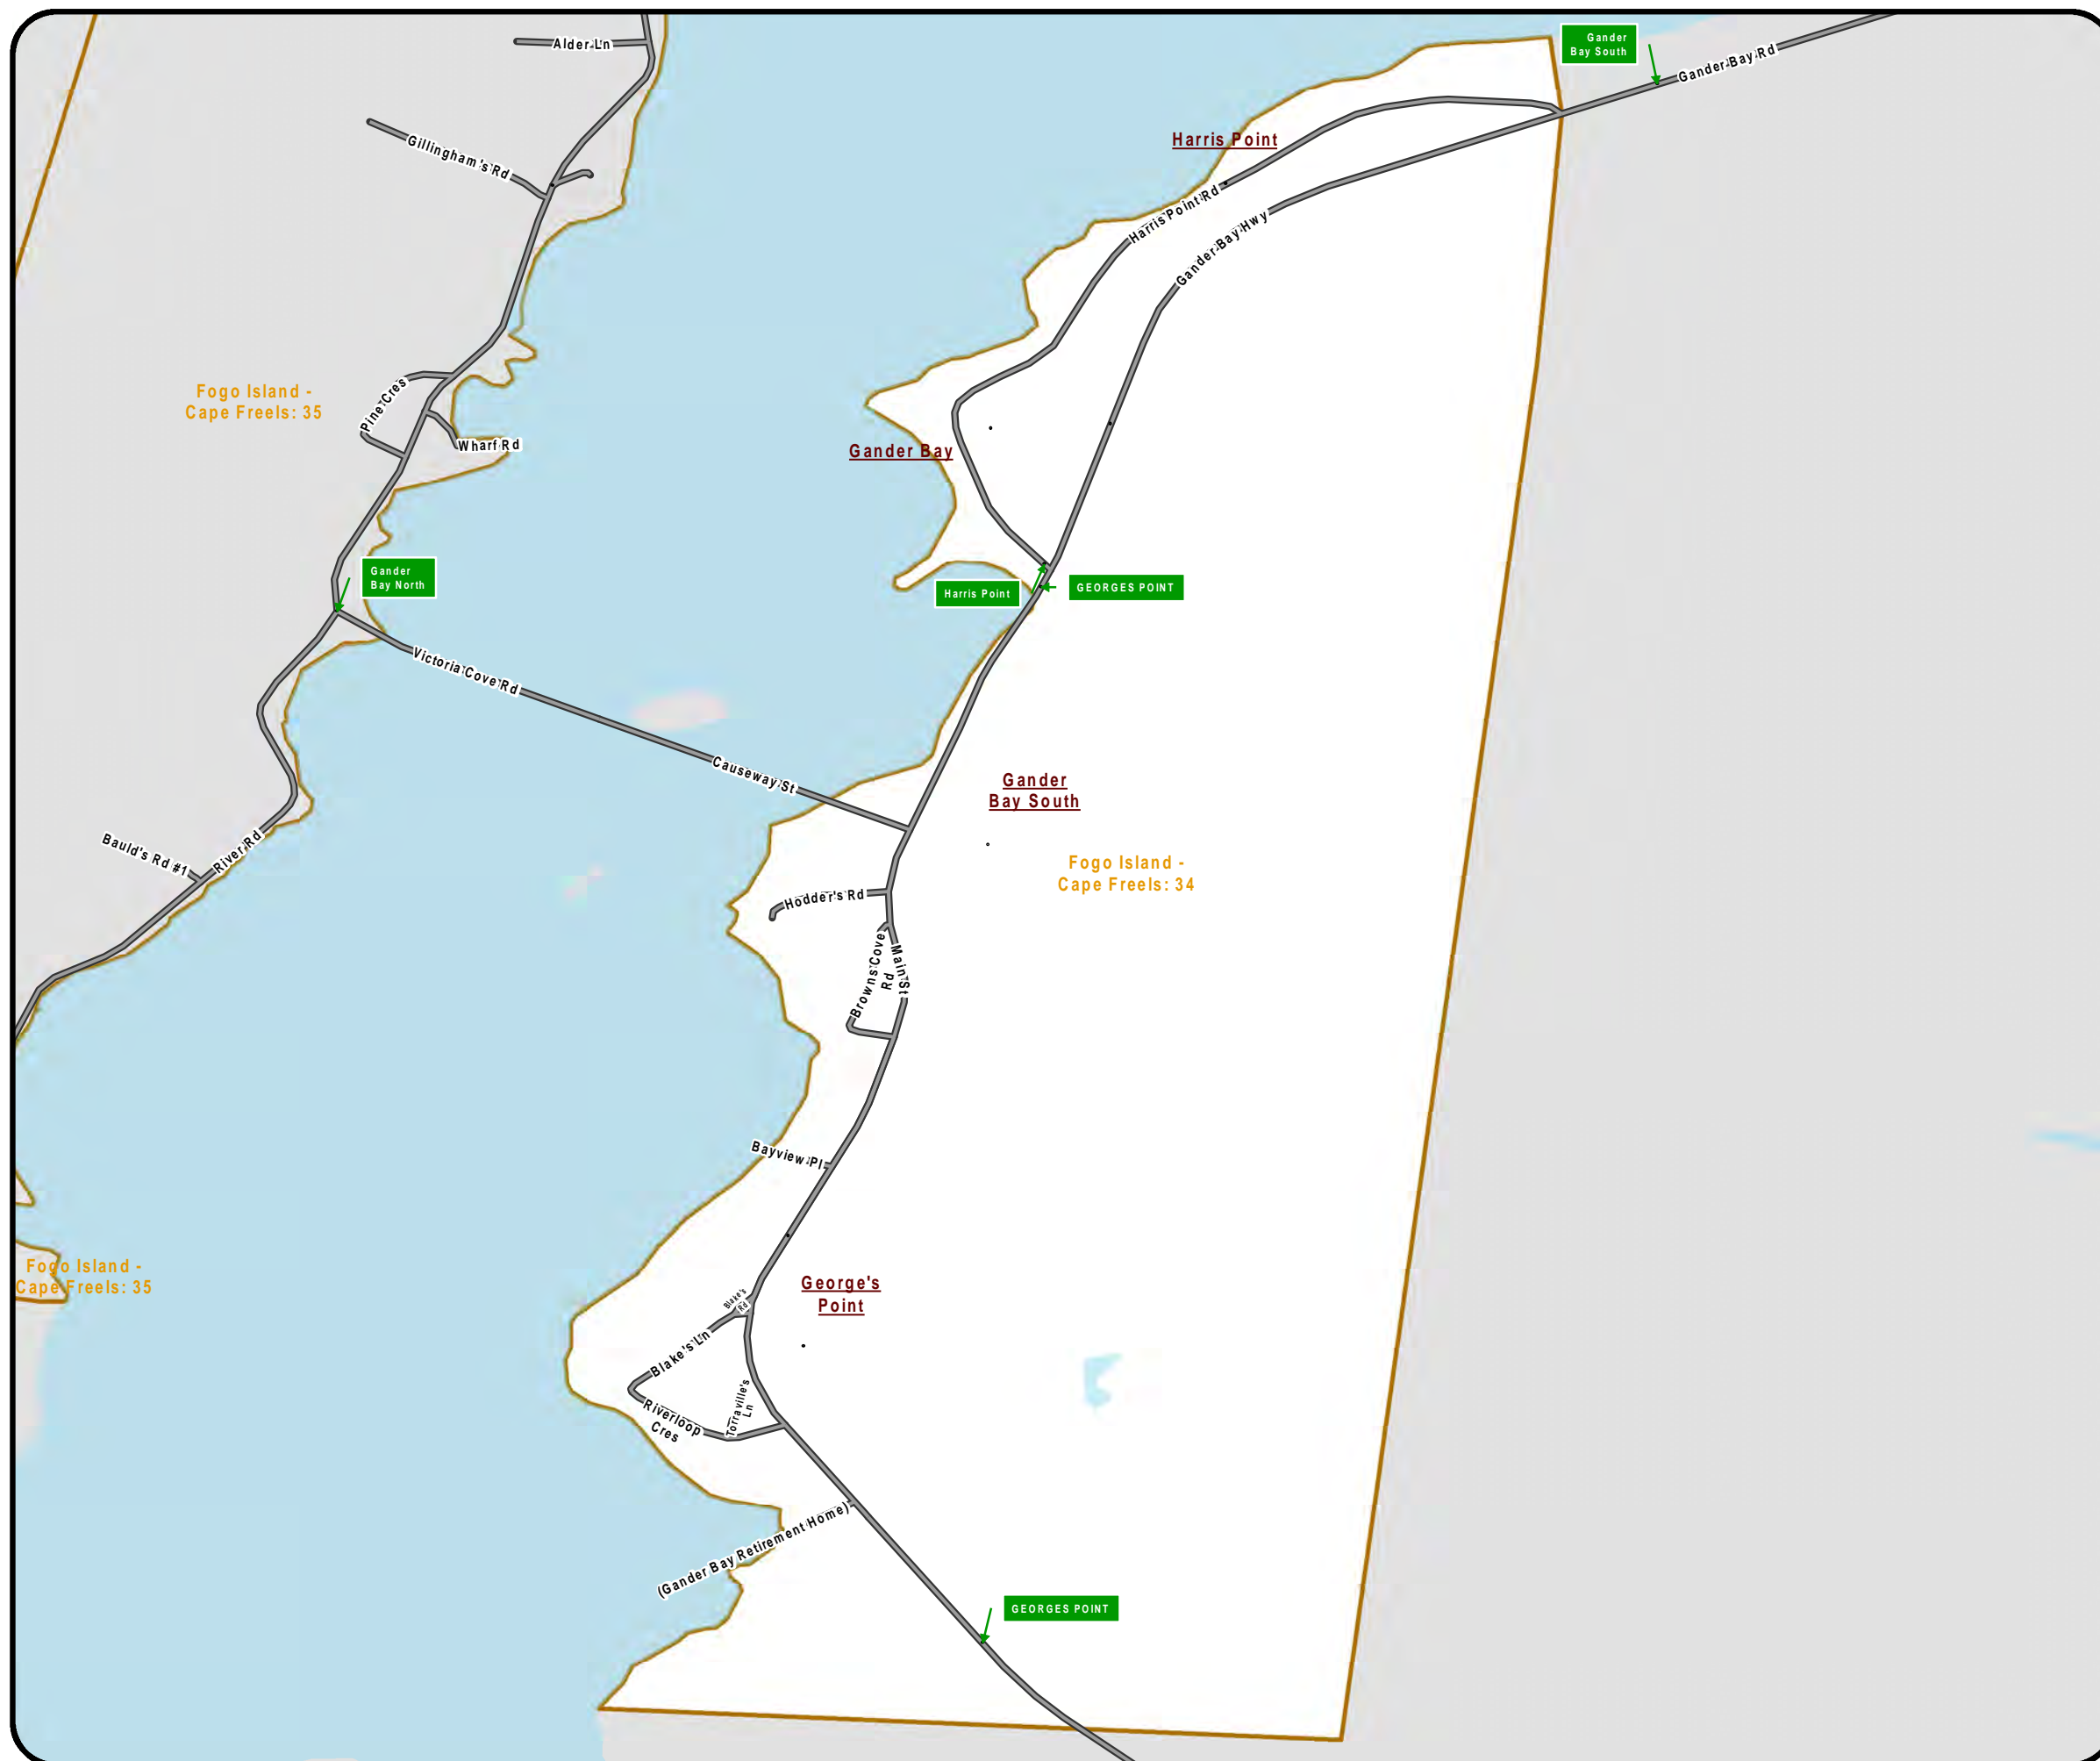 Alder Ln
Gander
Bay South
Gander Bay Rd
Harris Point
Gillingham's Rd
Harris Point Rd
Gander Bay Hwy
Fogo Island -
Cape Freels: 35
Pine Cres
Wharf Rd
Gander Bay
Gander
Bay North
Harris Point
GEORGES POINT
Victoria Cove Rd
Causeway St
Gander
Bay South
Bauld's Rd #1
River Rd
Fogo Island -
Cape Freels: 34
Hodder's Rd
Browns Cove
Rd
Main St
Bayview Pl
Fogo Island -
Cape Freels: 35
George's
Point
Blake's
Rd
Blake's Ln
Torraville's
Ln
Riverloop
Cres
(Gander Bay Retirement Home)
GEORGES POINT